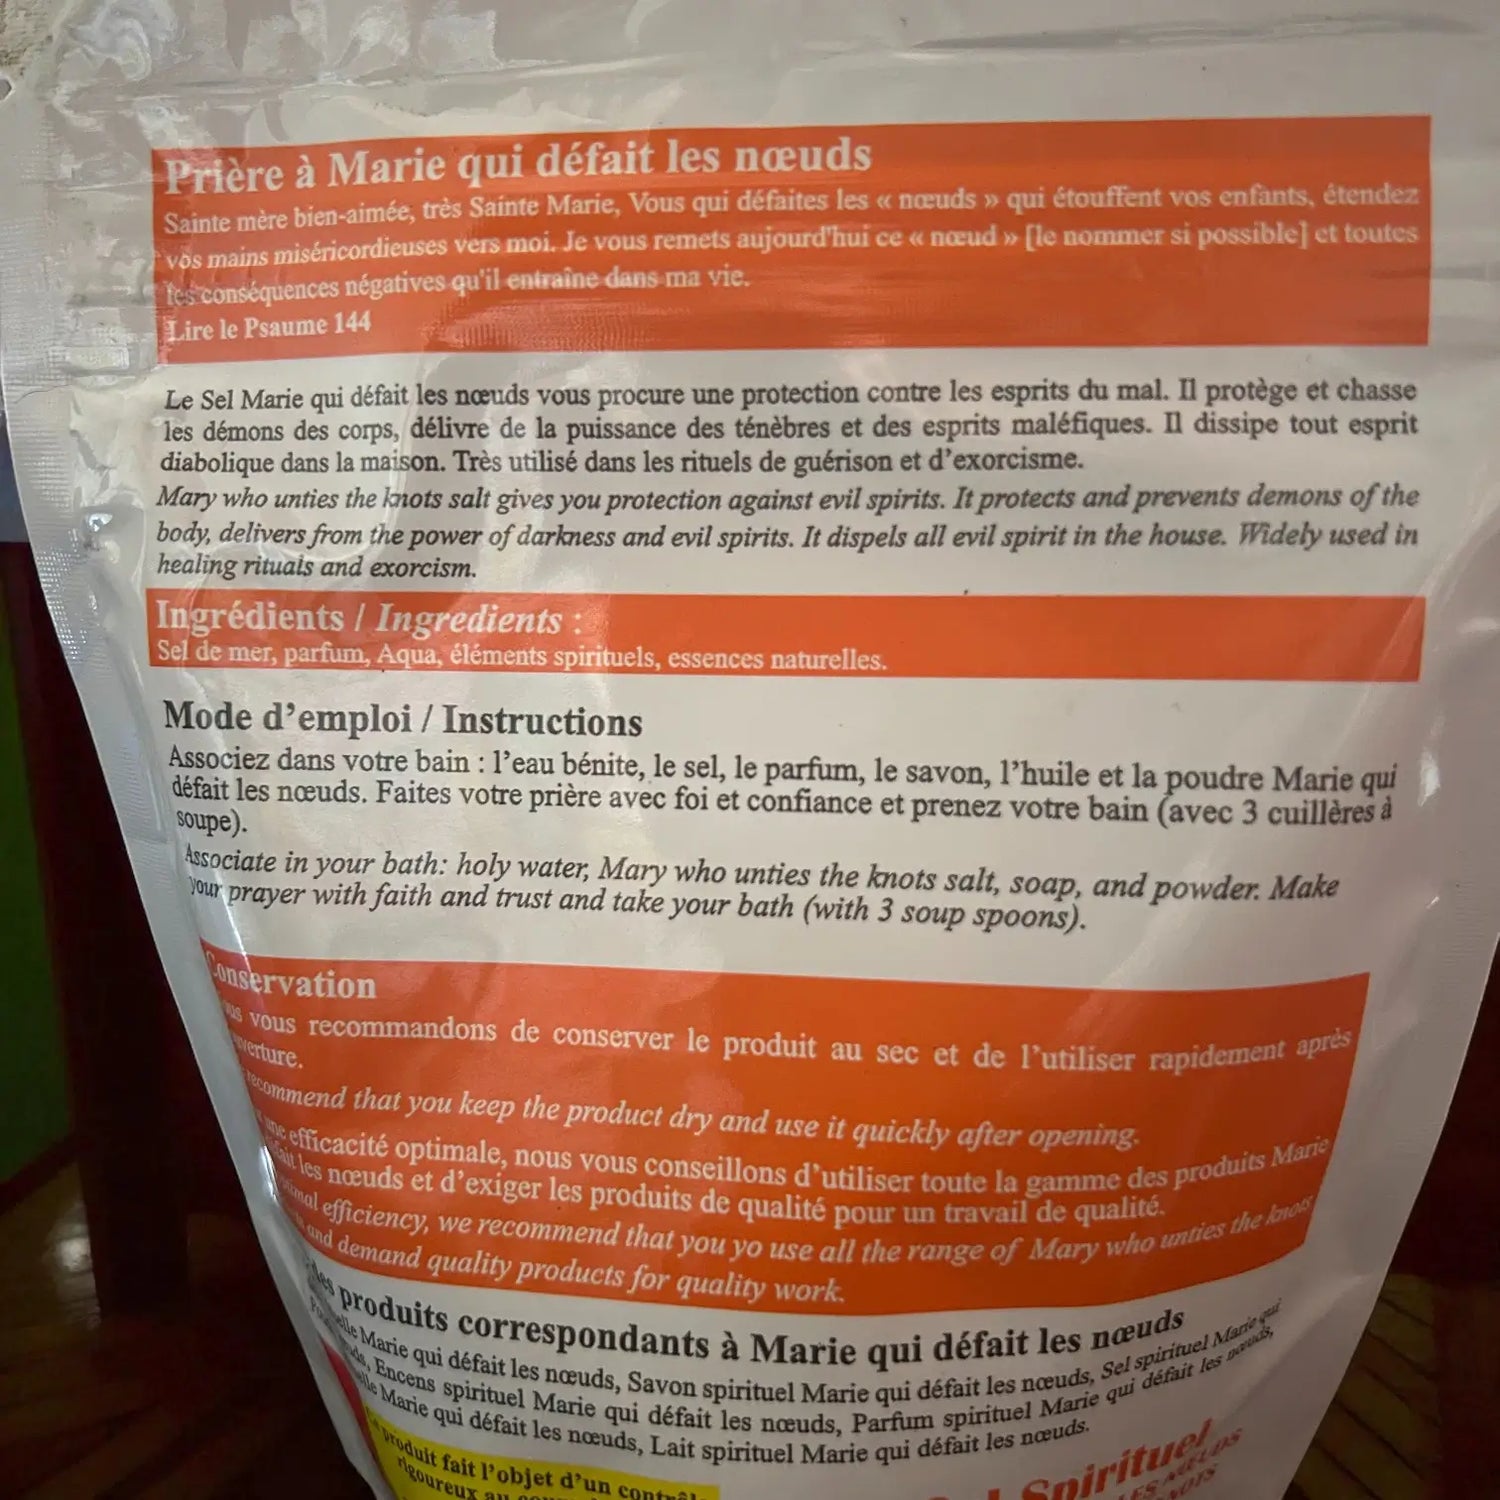 Prière à Marie qui défait les nœuds
Sainte mère bien-aimée, très Sainte Marie, Vous qui défaites les « nœuds » qui étouffent vos enfants, étendez
vos mains miséricordieuses vers moi. Je vous remets aujourd'hui ce « nœud » [le nommer si possible] et toutes
les conséquences négatives qu'il entraîne dans ma vie.
Lire le Psaume 144
Le Sel Marie qui défait les nœuds vous procure une protection contre les esprits du mal. Il protège et chasse
les démons des corps, délivre de la puissance des ténèbres et des esprits maléfiques. Il dissipe tout esprit
diabolique dans la maison. Très utilisé dans les rituels de guérison et d'exorcisme.
Mary who unties the knots salt gives you protection against evil spirits. It protects and prevents demons of the
body, delivers from the power of darkness and evil spirits. It dispels all evil spirit in the house. Widely used in
healing rituals and exorcism.
Ingrédients / Ingredients :
Sel de mer, parfum, Aqua, éléments spirituels, essences naturelles.
Mode d'emploi / Instructions
Associez dans votre bain : l'eau bénite, le sel, le parfum, le savon, l'huile et la poudre Marie qui
défait les nœuds. Faites votre prière avec foi et confiance et prenez votre bain (avec 3 cuillères à
soupe).
Associate in your bath: holy water, Mary who unties the knots salt, soap, and powder. Make
your prayer with faith and trust and take your bath (with 3 soup spoons).
Conservation
vous recommandons de conserver le produit au sec et de l'utiliser rapidement après
recommend that you keep the product dry and use it quickly after opening.
une efficacité optimale, nous vous conseillons d'utiliser toute la gamme des produits Marie
les nœuds et d'exiger les produits de qualité pour un travail de qualité.
efficiency, we recommend that you yo use all the range of Mary who unties the knots
and demand quality products for quality work.
des produits correspondants à Marie qui défait les nœuds
Marie qui défait les nœuds, Savon spirituel Marie qui défait les nœuds, Sel spirituel Marie qui
Encens spirituel Marie qui défait les nœuds, Parfum spirituel Marie qui défait les nœuds,
Marie qui défait les nœuds, Lait spirituel Marie qui défait les nœuds.
produit fait l'objet d'un
rigoureux au
Spirituel
LES NŒUDS
KNOTS